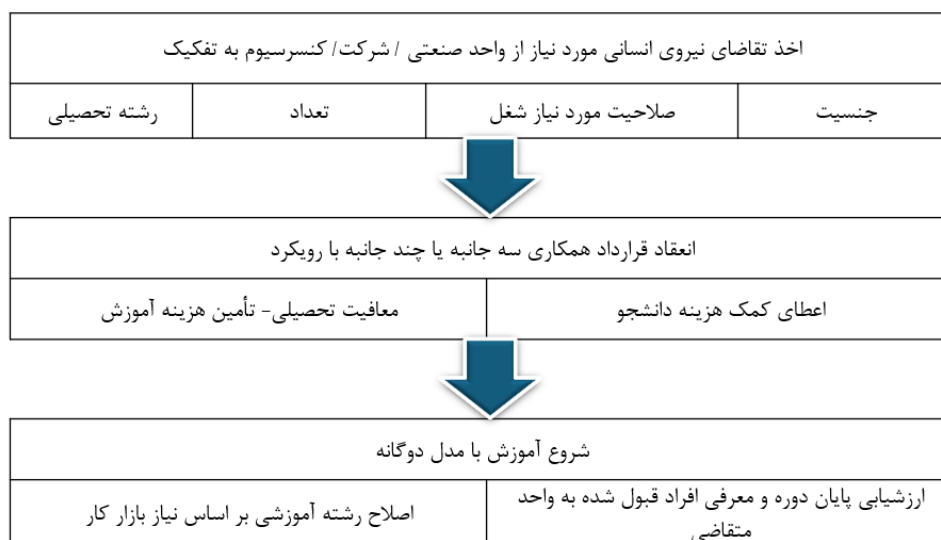 اخذ تقاضای نیروی انسانی مورد نیاز از واحد صنعتی / شرکت/ کنسرسیوم به تفکیک
جنسیت
صلاحیت مورد نیاز شغل
تعداد
رشته تحصیلی
انعقاد قرارداد همکاری سه جانبه یا چند جانبه با رویکرد
اعطای کمک هزینه دانشجو
معافیت تحصیلی- تأمین هزینه آموزش
شروع آموزش با مدل دوگانه
ارزشیابی پایان دوره و معرفی افراد قبول شده به واحد
متقاضی
اصلاح رشته آموزشی بر اساس نیاز بازار کار